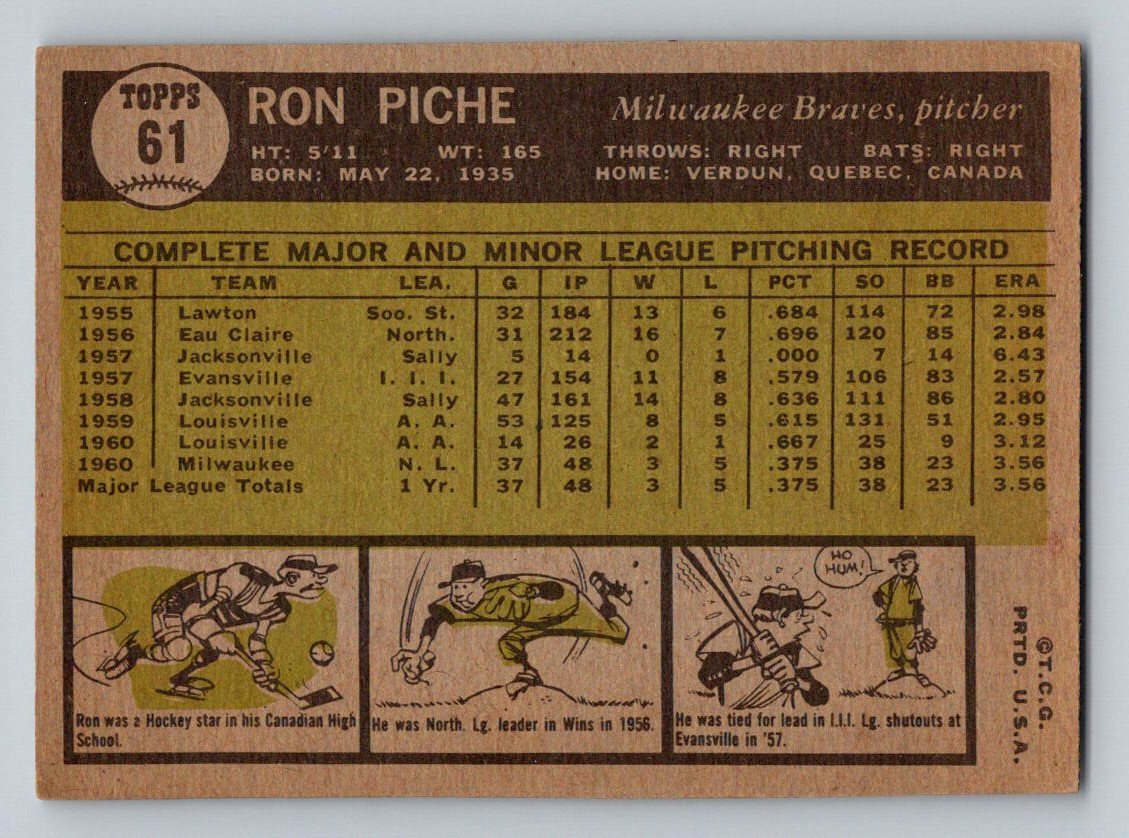 TOPPS
61
RON PICHE
Milwaukee Braves, pitcher
HT: 5'11 WT: 165 THROWS: RIGHT BATS: RIGHT
BORN: MAY 22, 1935 HOME: VERDUN, QUEBEC, CANADA
COMPLETE MAJOR AND MINOR LEAGUE PITCHING RECORD
YEAR TEAM LEA. G IP W L PCT SO BB ERA
1955 Lawton Soo. St. 32 184 13 6 .684 114 72 2.98
1956 Eau Claire North. 31 212 16 7 .696 120 85 2.84
1957 Jacksonville Sally 5 14 0 1 .000 7 14 6.43
1957 Evansville I. I. I. 27 154 11 8 .579 106 83 2.57
1958 Jacksonville Sally 47 161 14 8 .636 111 86 2.80
1959 Louisville A. A. 53 125 8 5 .615 131 51 2.95
1960 Louisville A. A. 14 26 2 1 .667 25 9 3.12
1960 Milwaukee N. L. 37 48 3 5 .375 38 23 3.56
Major League Totals 1 Yr. 37 48 3 5 .375 38 23 3.56
Ron was a Hockey star in his Canadian High
School.
He was North. Lg. leader in Wins in 1956.
HO
HUM!
He was tied for lead in I.I.I. Lg. shutouts at
Evansville in '57.
©T.C.G.
PRTD. U.S.A.